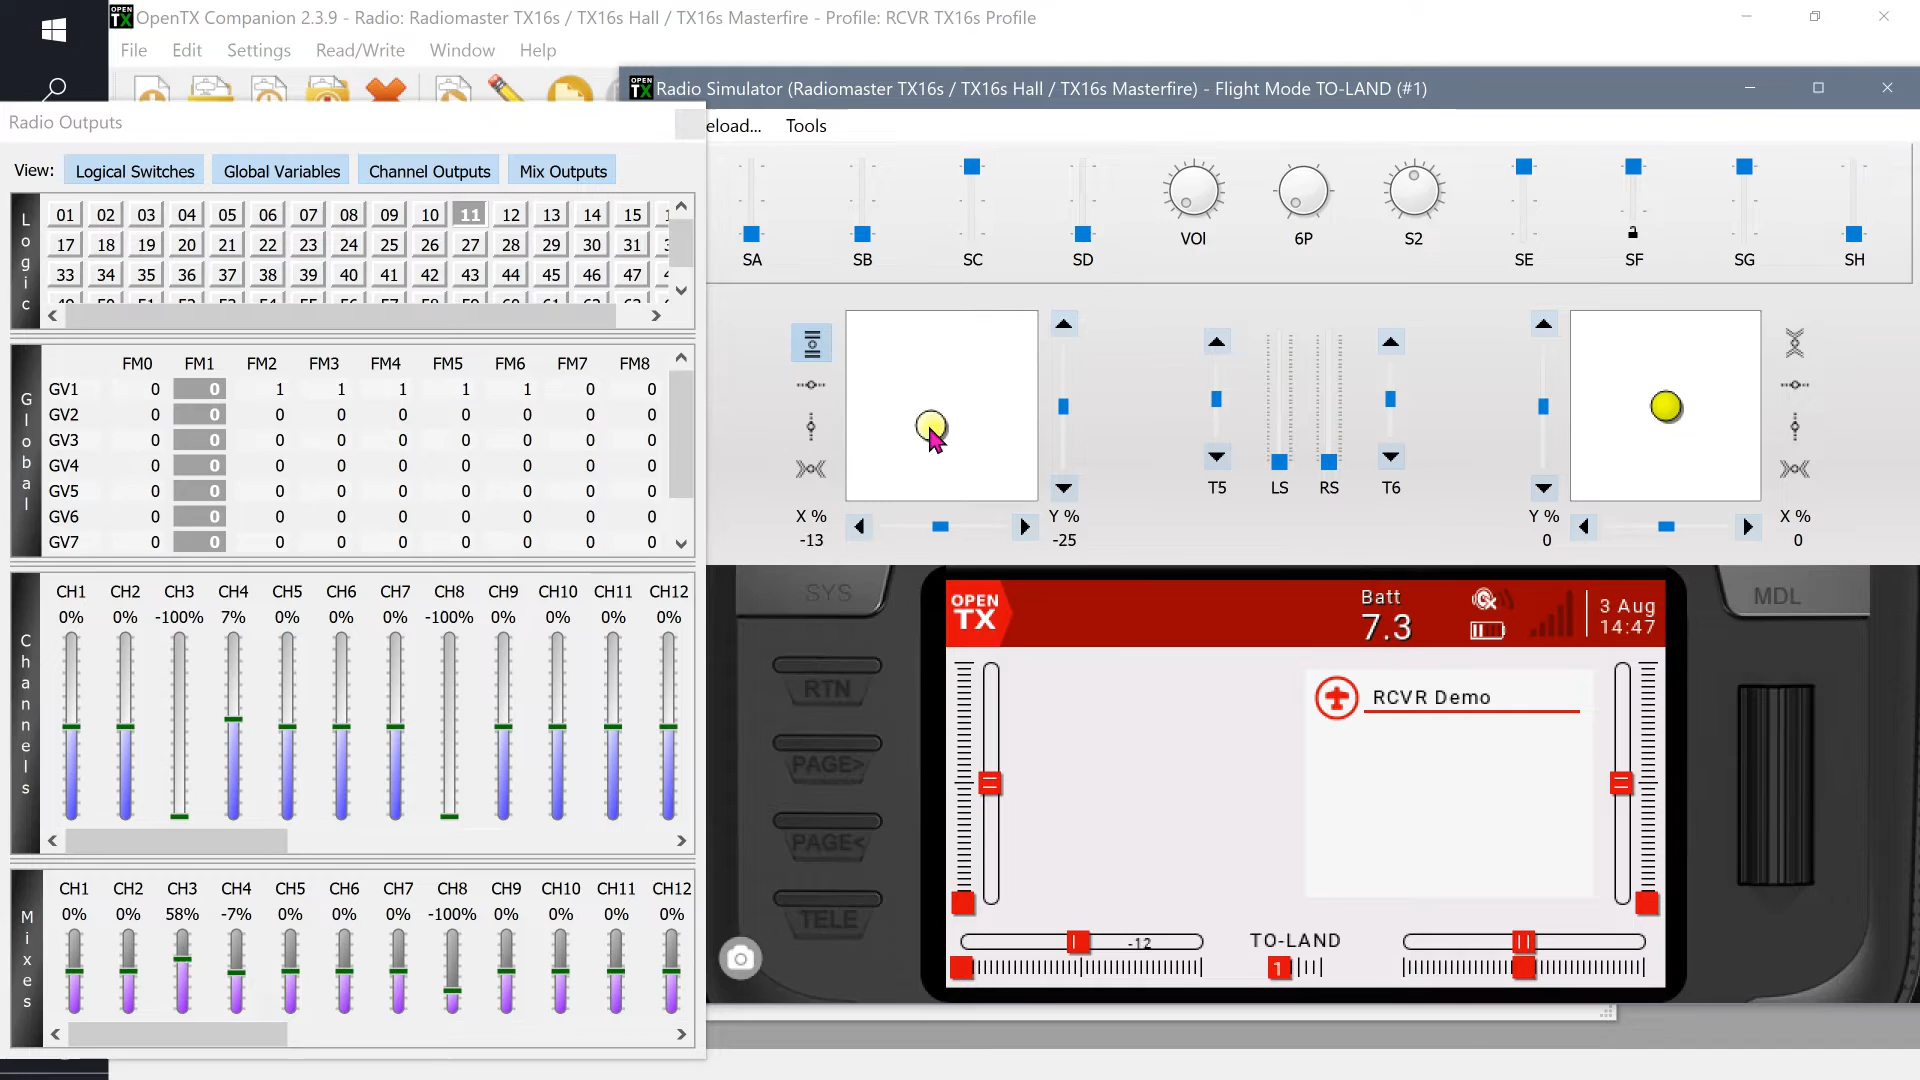 OpenTX Companion 2.3.9 - Radio: Radiomaster TX16s / TX16s Hall / TX16s Masterfire - Profile: RCVR TX16s Profile
File Edit Settings Read/Write Window Help
OPEN TX Radio Simulator (Radiomaster TX16s / TX16s Hall / TX16s Masterfire) - Flight Mode TO-LAND (#1)
Radio Outputs
eload... Tools
View: Logical Switches Global Variables Channel Outputs Mix Outputs
Logic
01 02 03 04 05 06 07 08 09 10 11 12 13 14 15
17 18 19 20 21 22 23 24 25 26 27 28 29 30 31
33 34 35 36 37 38 39 40 41 42 43 44 45 46 47
SA SB SC SD VOl 6P S2 SE SF SG SH
Global
FM0 FM1 FM2 FM3 FM4 FM5 FM6 FM7 FM8
GV1 0 0 1 1 1 1 1 0 0
GV2 0 0 0 0 0 0 0 0 0
GV3 0 0 0 0 0 0 0 0 0
GV4 0 0 0 0 0 0 0 0 0
GV5 0 0 0 0 0 0 0 0 0
GV6 0 0 0 0 0 0 0 0 0
GV7 0 0 0 0 0 0 0 0 0
T5 LS RS T6
X % Y % Y % X %
-13 -25 0 0
Channels
CH1 CH2 CH3 CH4 CH5 CH6 CH7 CH8 CH9 CH10 CH11 CH12
0% 0% -100% 7% 0% 0% 0% -100% 0% 0% 0% 0%
Mixes
CH1 CH2 CH3 CH4 CH5 CH6 CH7 CH8 CH9 CH10 CH11 CH12
0% 0% 58% -7% 0% 0% 0% -100% 0% 0% 0% 0%
SYS
RTN
PAGE>
PAGE<
TELE
MDL
OPEN
TX
Batt
7.3
3 Aug
14:47
RCVR Demo
-12
TO-LAND
1